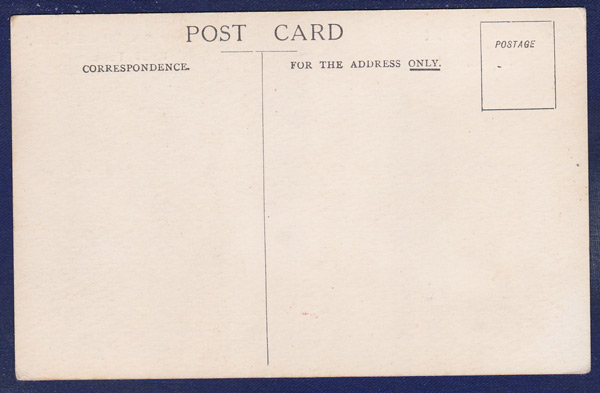 POST CARD
CORRESPONDENCE.
FOR THE ADDRESS ONLY.
POSTAGE